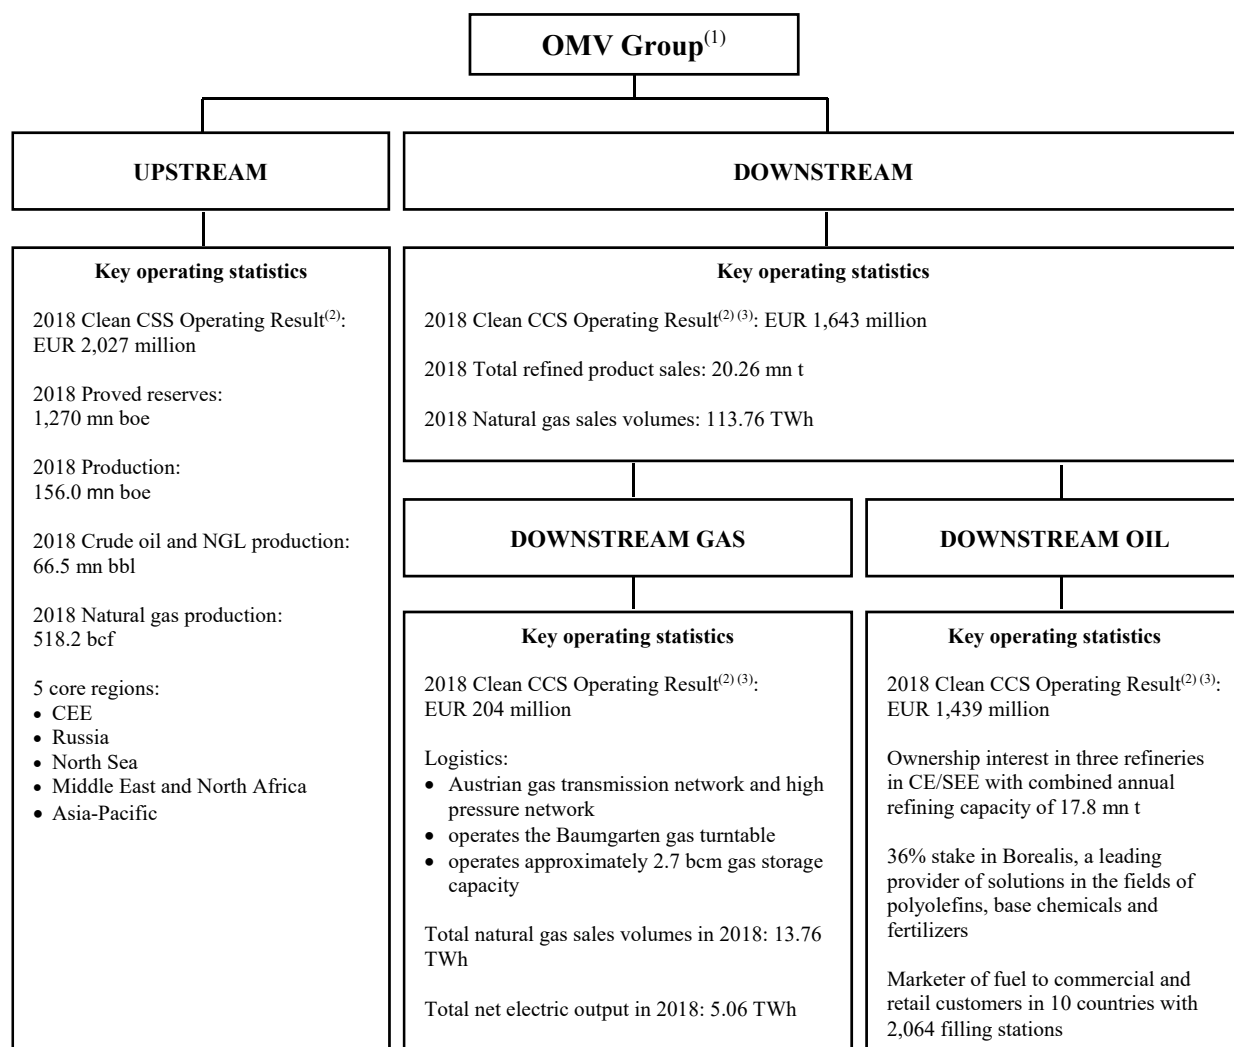 OMV Group(1)
UPSTREAM
DOWNSTREAM
Key operating statistics
2018 Clean CSS Operating Result(2):
EUR 2,027 million
2018 Proved reserves:
1,270 mn boe
2018 Production:
156.0 mn boe
2018 Crude oil and NGL production:
66.5 mn bbl
2018 Natural gas production:
518.2 bcf
5 core regions:
• CEE
• Russia
• North Sea
• Middle East and North Africa
• Asia-Pacific
Key operating statistics
2018 Clean CCS Operating Result(2) (3): EUR 1,643 million
2018 Total refined product sales: 20.26 mn t
2018 Natural gas sales volumes: 113.76 TWh
DOWNSTREAM GAS
DOWNSTREAM OIL
Key operating statistics
2018 Clean CCS Operating Result(2) (3):
EUR 204 million
Logistics:
• Austrian gas transmission network and high
pressure network
• operates the Baumgarten gas turntable
• operates approximately 2.7 bcm gas storage
capacity
Total natural gas sales volumes in 2018: 13.76
TWh
Total net electric output in 2018: 5.06 TWh
Key operating statistics
2018 Clean CCS Operating Result(2) (3):
EUR 1,439 million
Ownership interest in three refineries
in CE/SEE with combined annual
refining capacity of 17.8 mn t
36% stake in Borealis, a leading
provider of solutions in the fields of
polyolefins, base chemicals and
fertilizers
Marketer of fuel to commercial and
retail customers in 10 countries with
2,064 filling stations